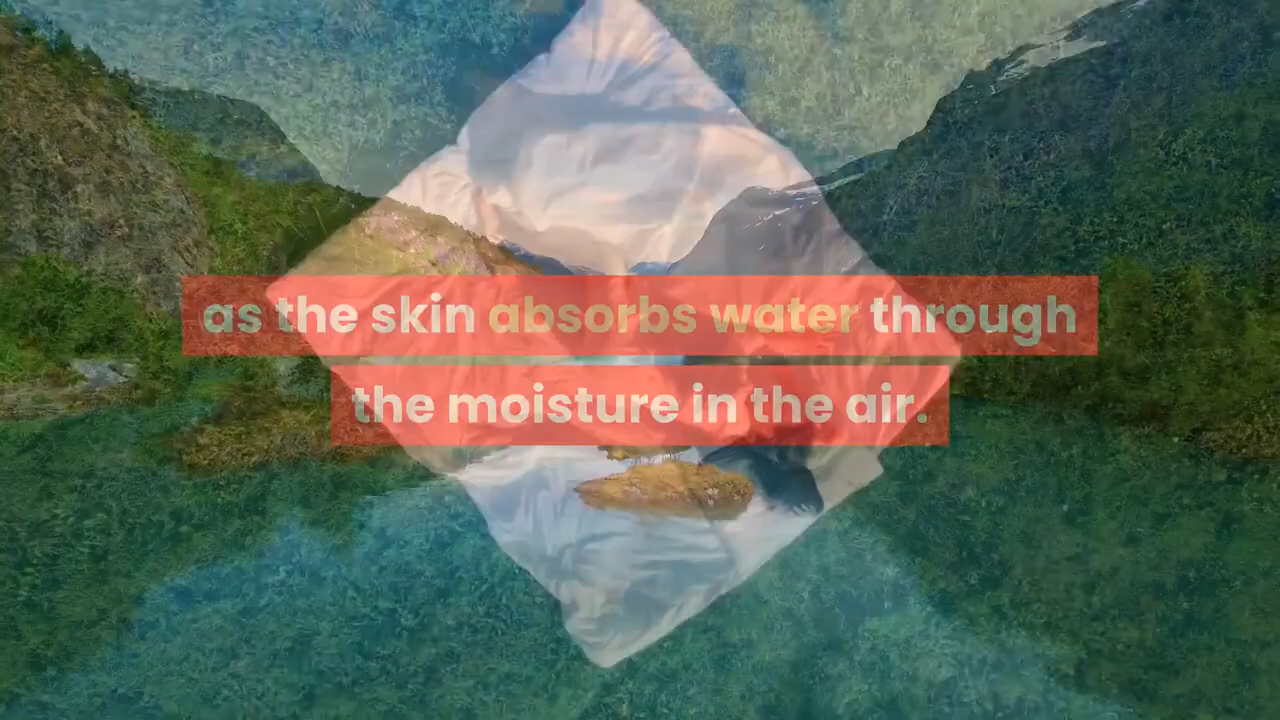 as the skin absorbs water through
the moisture in the air.